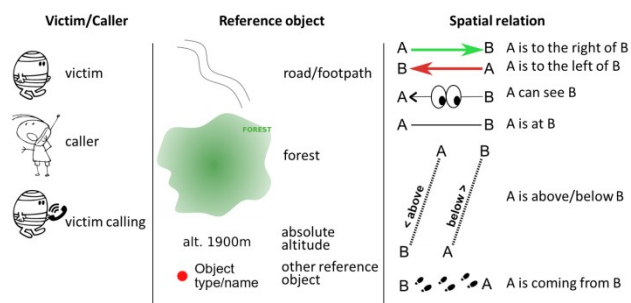 Victim/Caller
victim
caller
victim calling
Reference object
road/footpath
FOREST
forest
alt. 1900m
absolute
altitude
Object
type/name
other reference
object
Spatial relation
A B A is to the right of B
B A A is to the left of B
A B A can see B
A B A is at B
A B
< above below >
B A
A is above/below B
B A A is coming from B